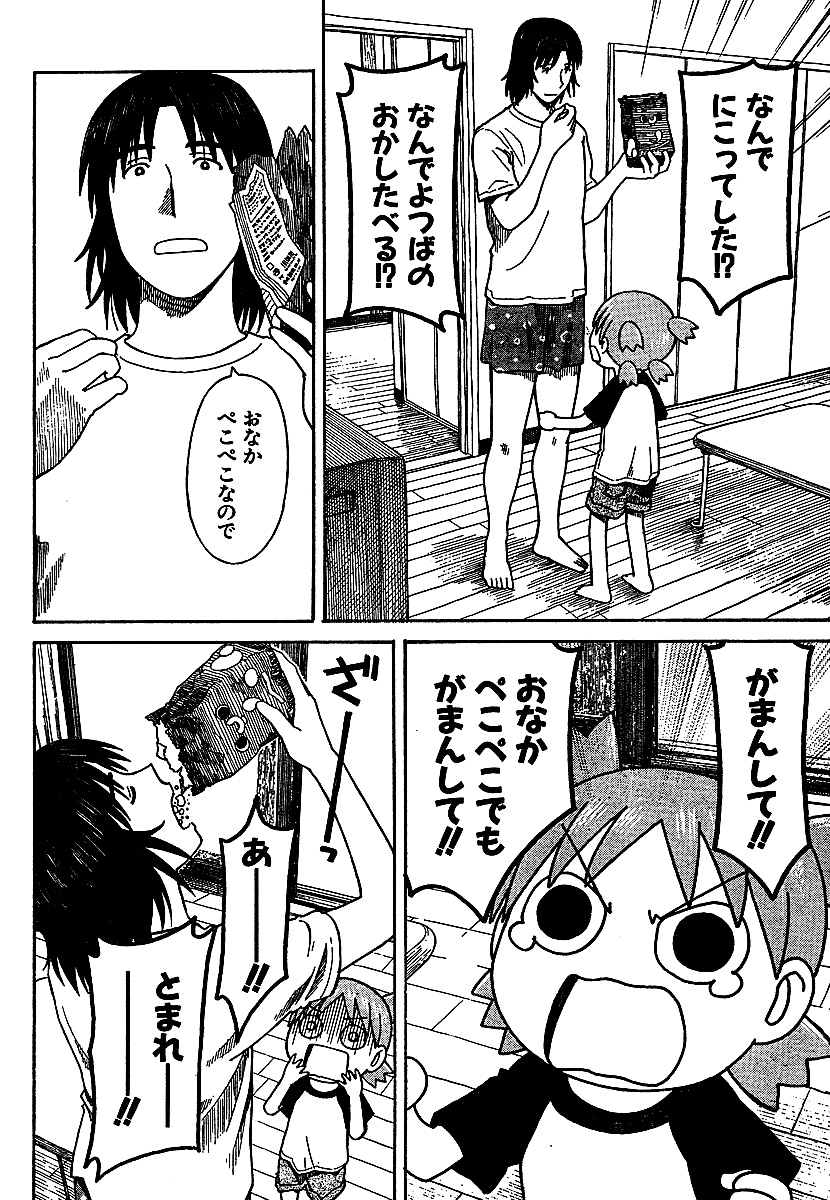 なんで
にこってした!?
なんでよつばの
おかしたべる!?
おなか
ぺこぺこなので
がまんして!!
おなか
ぺこぺこでも
がまんして!!
ざーっ
あーー!!
とまれーー!!